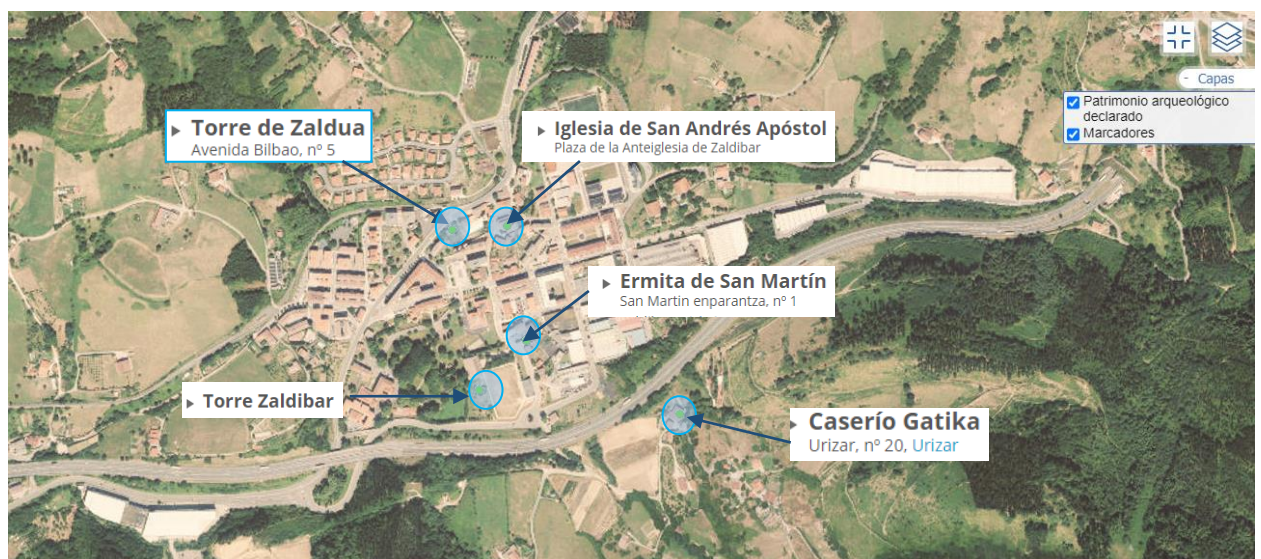 Capas
Patrimonio arqueológico
declarado
Marcadores
Torre de Zaldua
Avenida Bilbao, nº 5
Iglesia de San Andrés Apóstol
Plaza de la Anteiglesia de Zaldibar
Ermita de San Martín
San Martin enparantza, nº 1
Torre Zaldibar
Caserío Gatika
Urizar, nº 20, Urizar